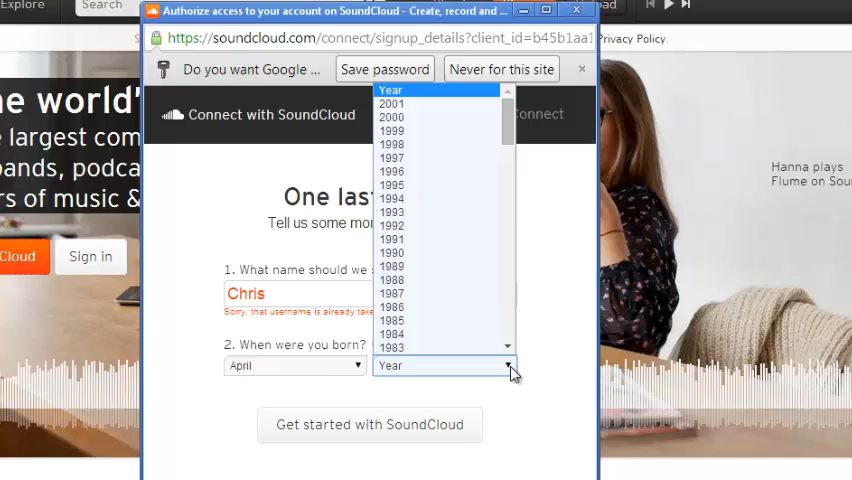 Explore
Search
Authorize access to your account on SoundCloud - Create, record and ...
https://soundcloud.com/connect/signup_details?client_id=b45b1aa1
Privacy Policy.
Do you want Google ...
Save password
Never for this site
Connect with SoundCloud
Connect
ne world'
e largest com
ands, podca
rs of music &
Cloud
Sign in
Hanna plays
Flume on Sou
One last
Tell us some mor
1. What name should we s
Chris
Sorry, that username is already take
2. When were you born?
April
Year
2001
2000
1999
1998
1997
1996
1995
1994
1993
1992
1991
1990
1989
1988
1987
1986
1985
1984
1983
Year
Get started with SoundCloud